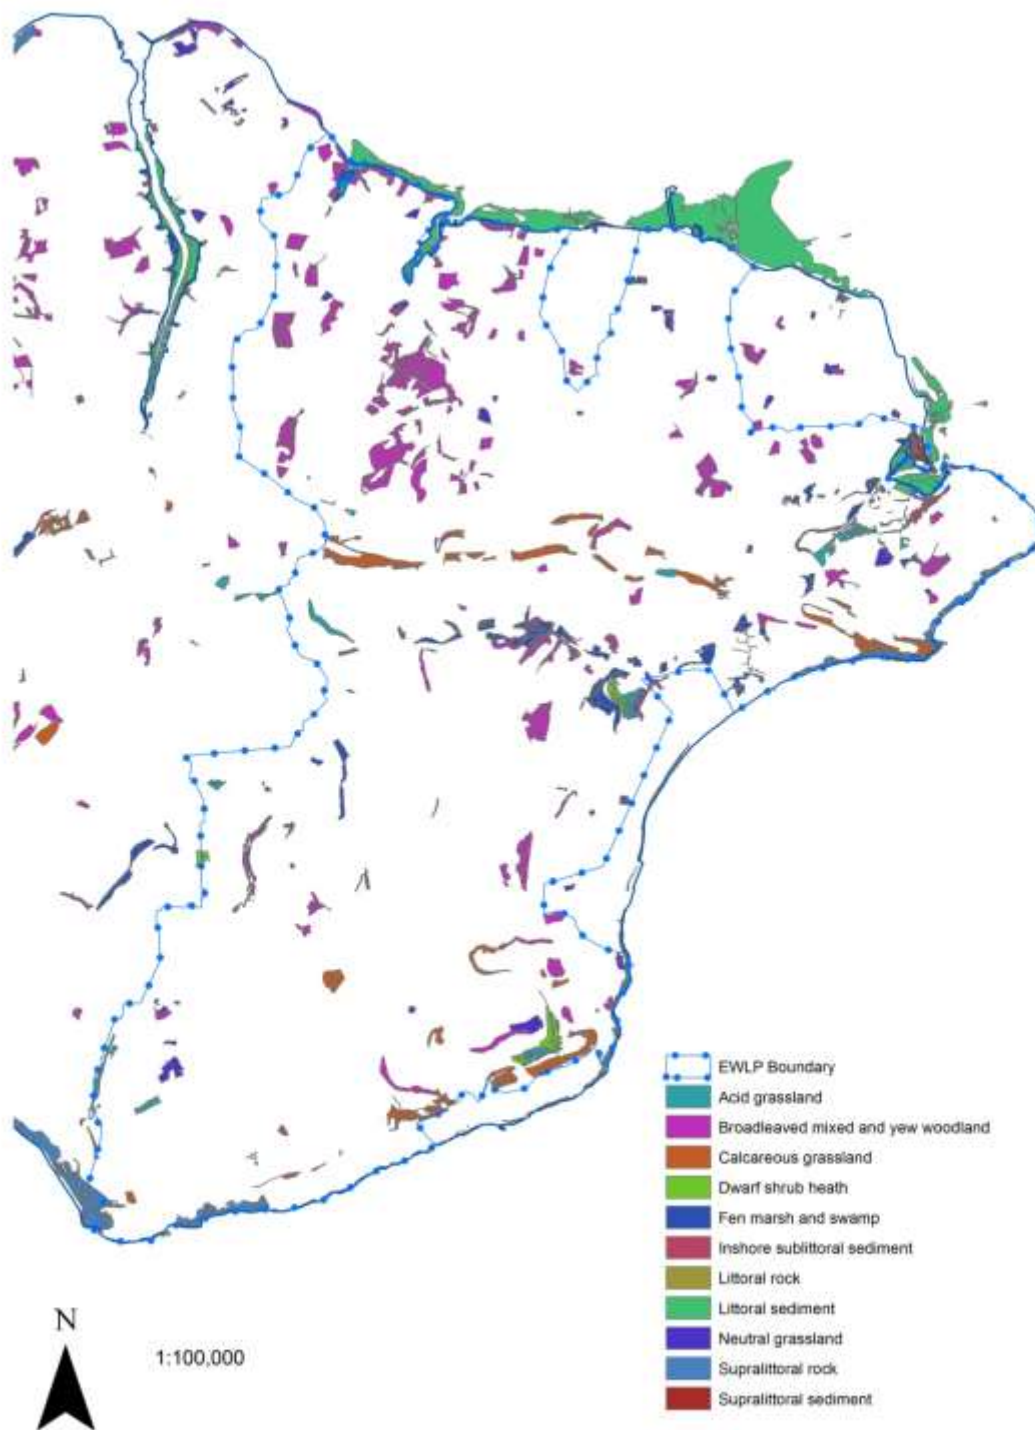 EWLP Boundary
Acid grassland
Broadleaved mixed and yew woodland
Calcareous grassland
Dwarf shrub heath
Fen marsh and swamp
Inshore sublittoral sediment
Littoral rock
Littoral sediment
Neutral grassland
Supralittoral rock
Supralittoral sediment
N
1:100,000